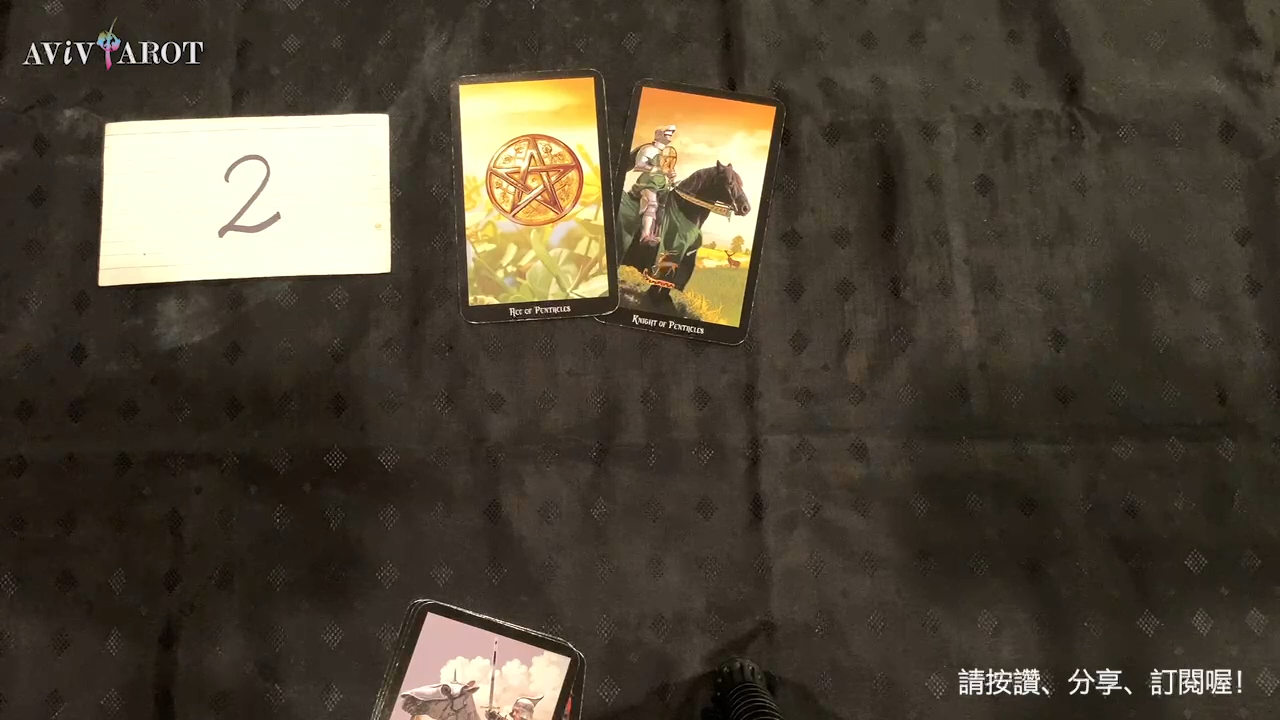 AViVTAROT
2
Ace of Pentacles
Knight of Pentacles
請按讚、分享、訂閱喔!